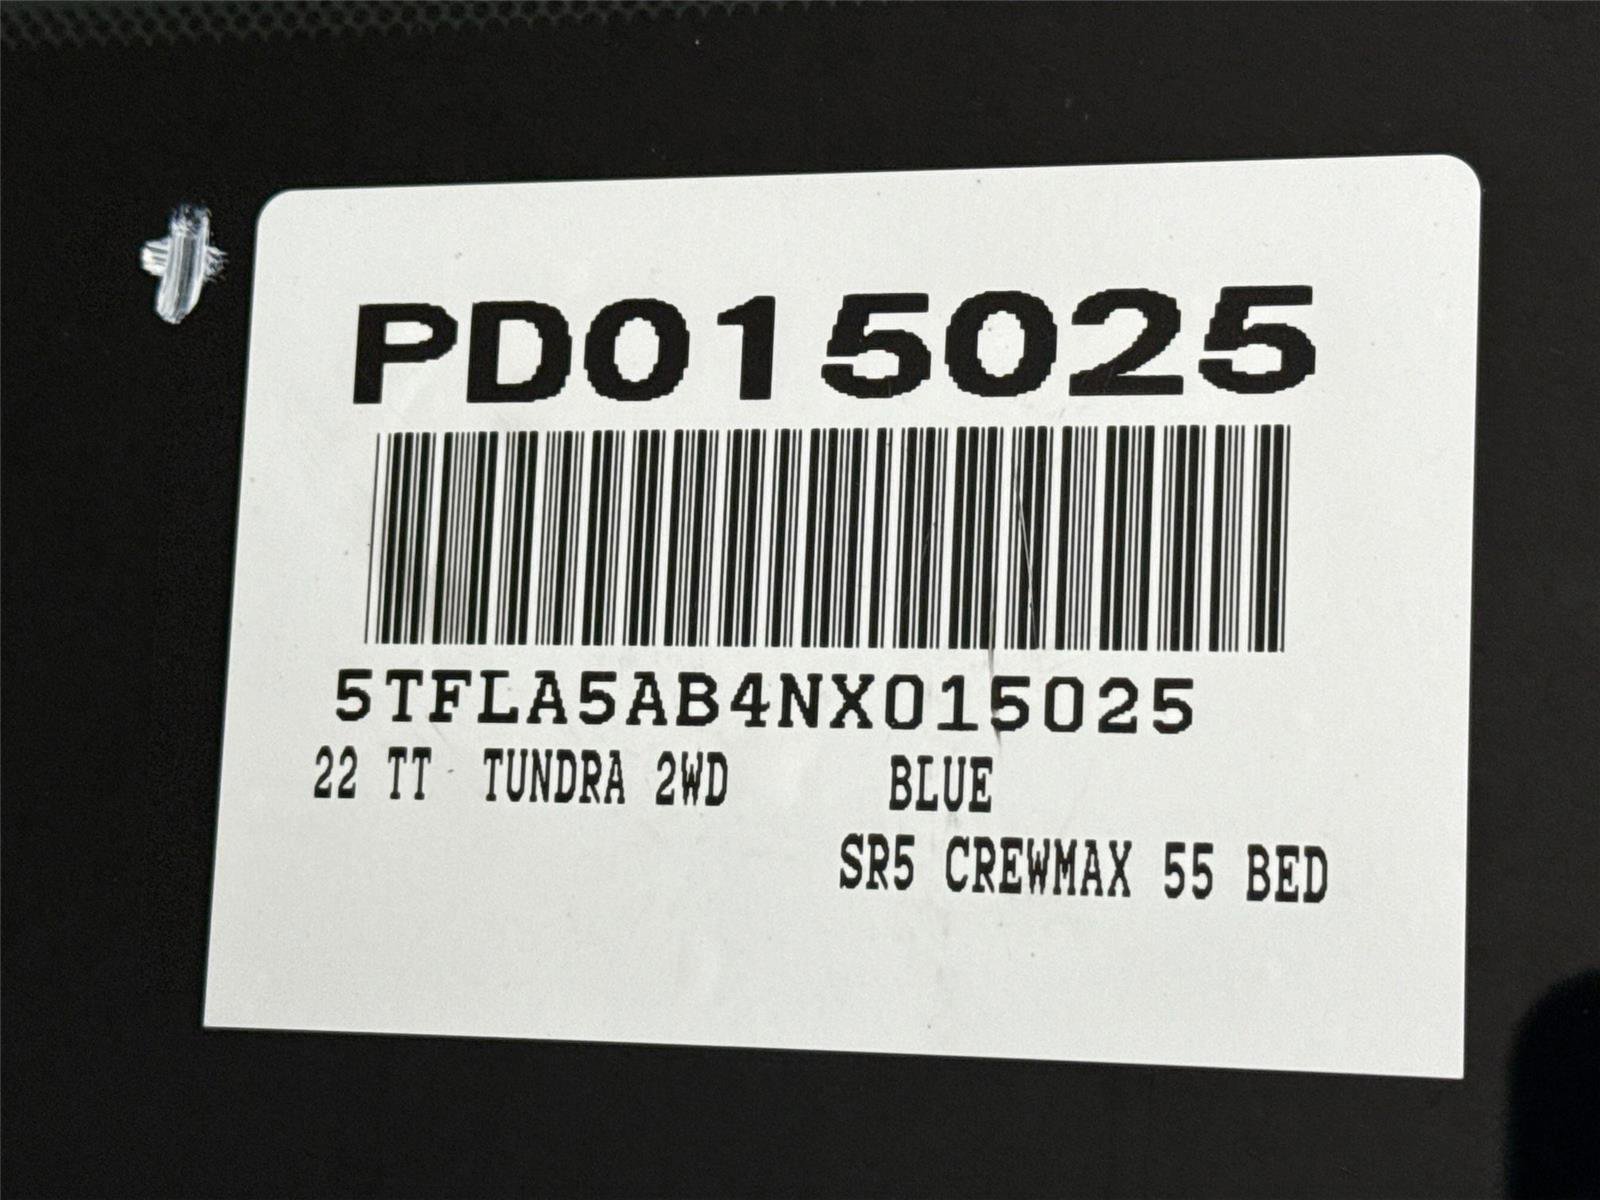 PD015025
5TFLA5AB4NX015025
22 TT TUNDRA 2WD BLUE
SR5 CREWMAX 55 BED